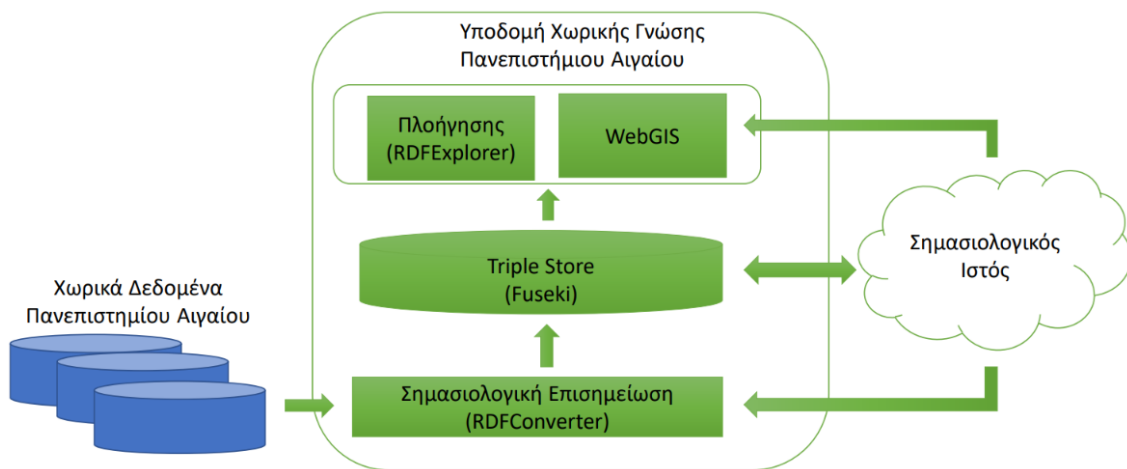 Υποδομή Χωρικής Γνώσης
Πανεπιστήμιου Αιγαίου
Πλοήγησης
(RDFExplorer)
WebGIS
Triple Store
(Fuseki)
Σημασιολογικός
Ιστός
Χωρικά Δεδομένα
Πανεπιστημίου Αιγαίου
Σημασιολογική Επισημείωση
(RDFConverter)